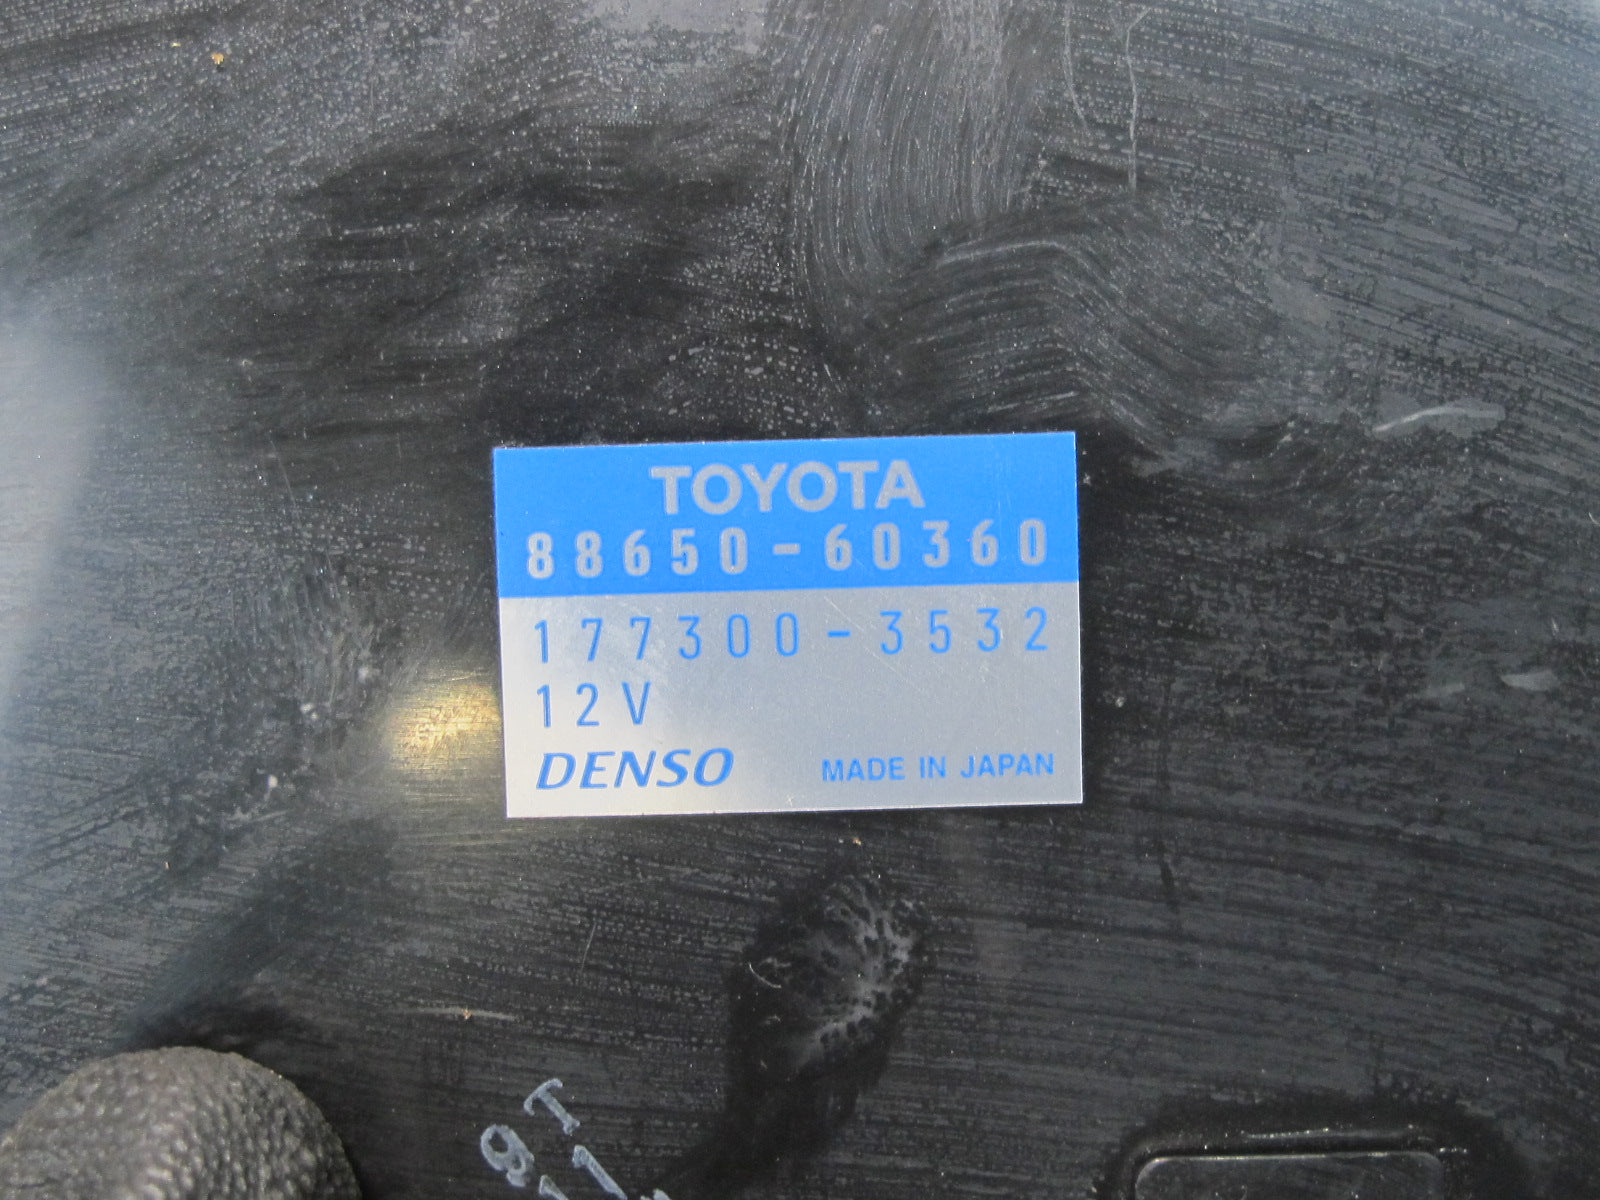 TOYOTA
88650-60360
177300-3532
12V
DENSO MADE IN JAPAN